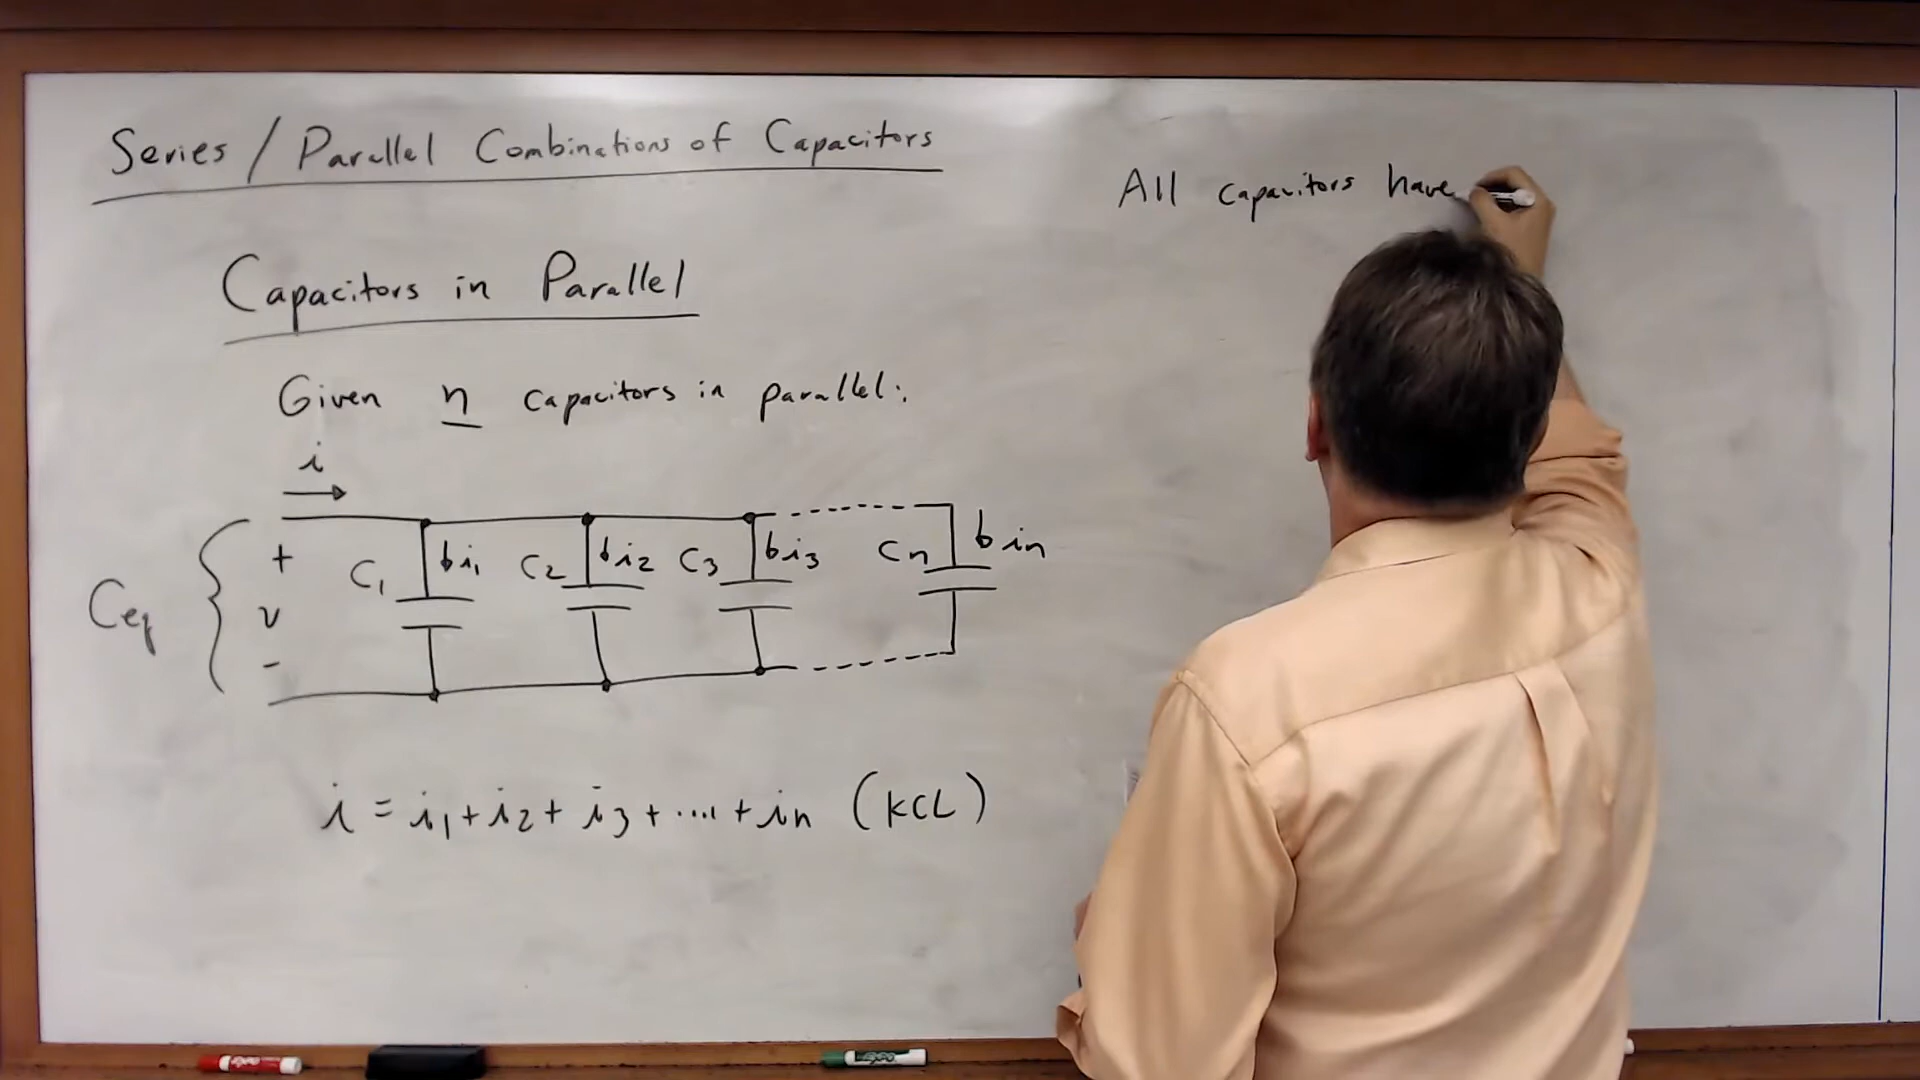 Series / Parallel Combinations of Capacitors
Capacitors in Parallel
Given n capacitors in parallel:
i
Ceq
+
v
-
C1
i1
C2
i2
C3
i3
Cn
in
i = i1 + i2 + i3 + .... + in (KCL)
All capacitors have